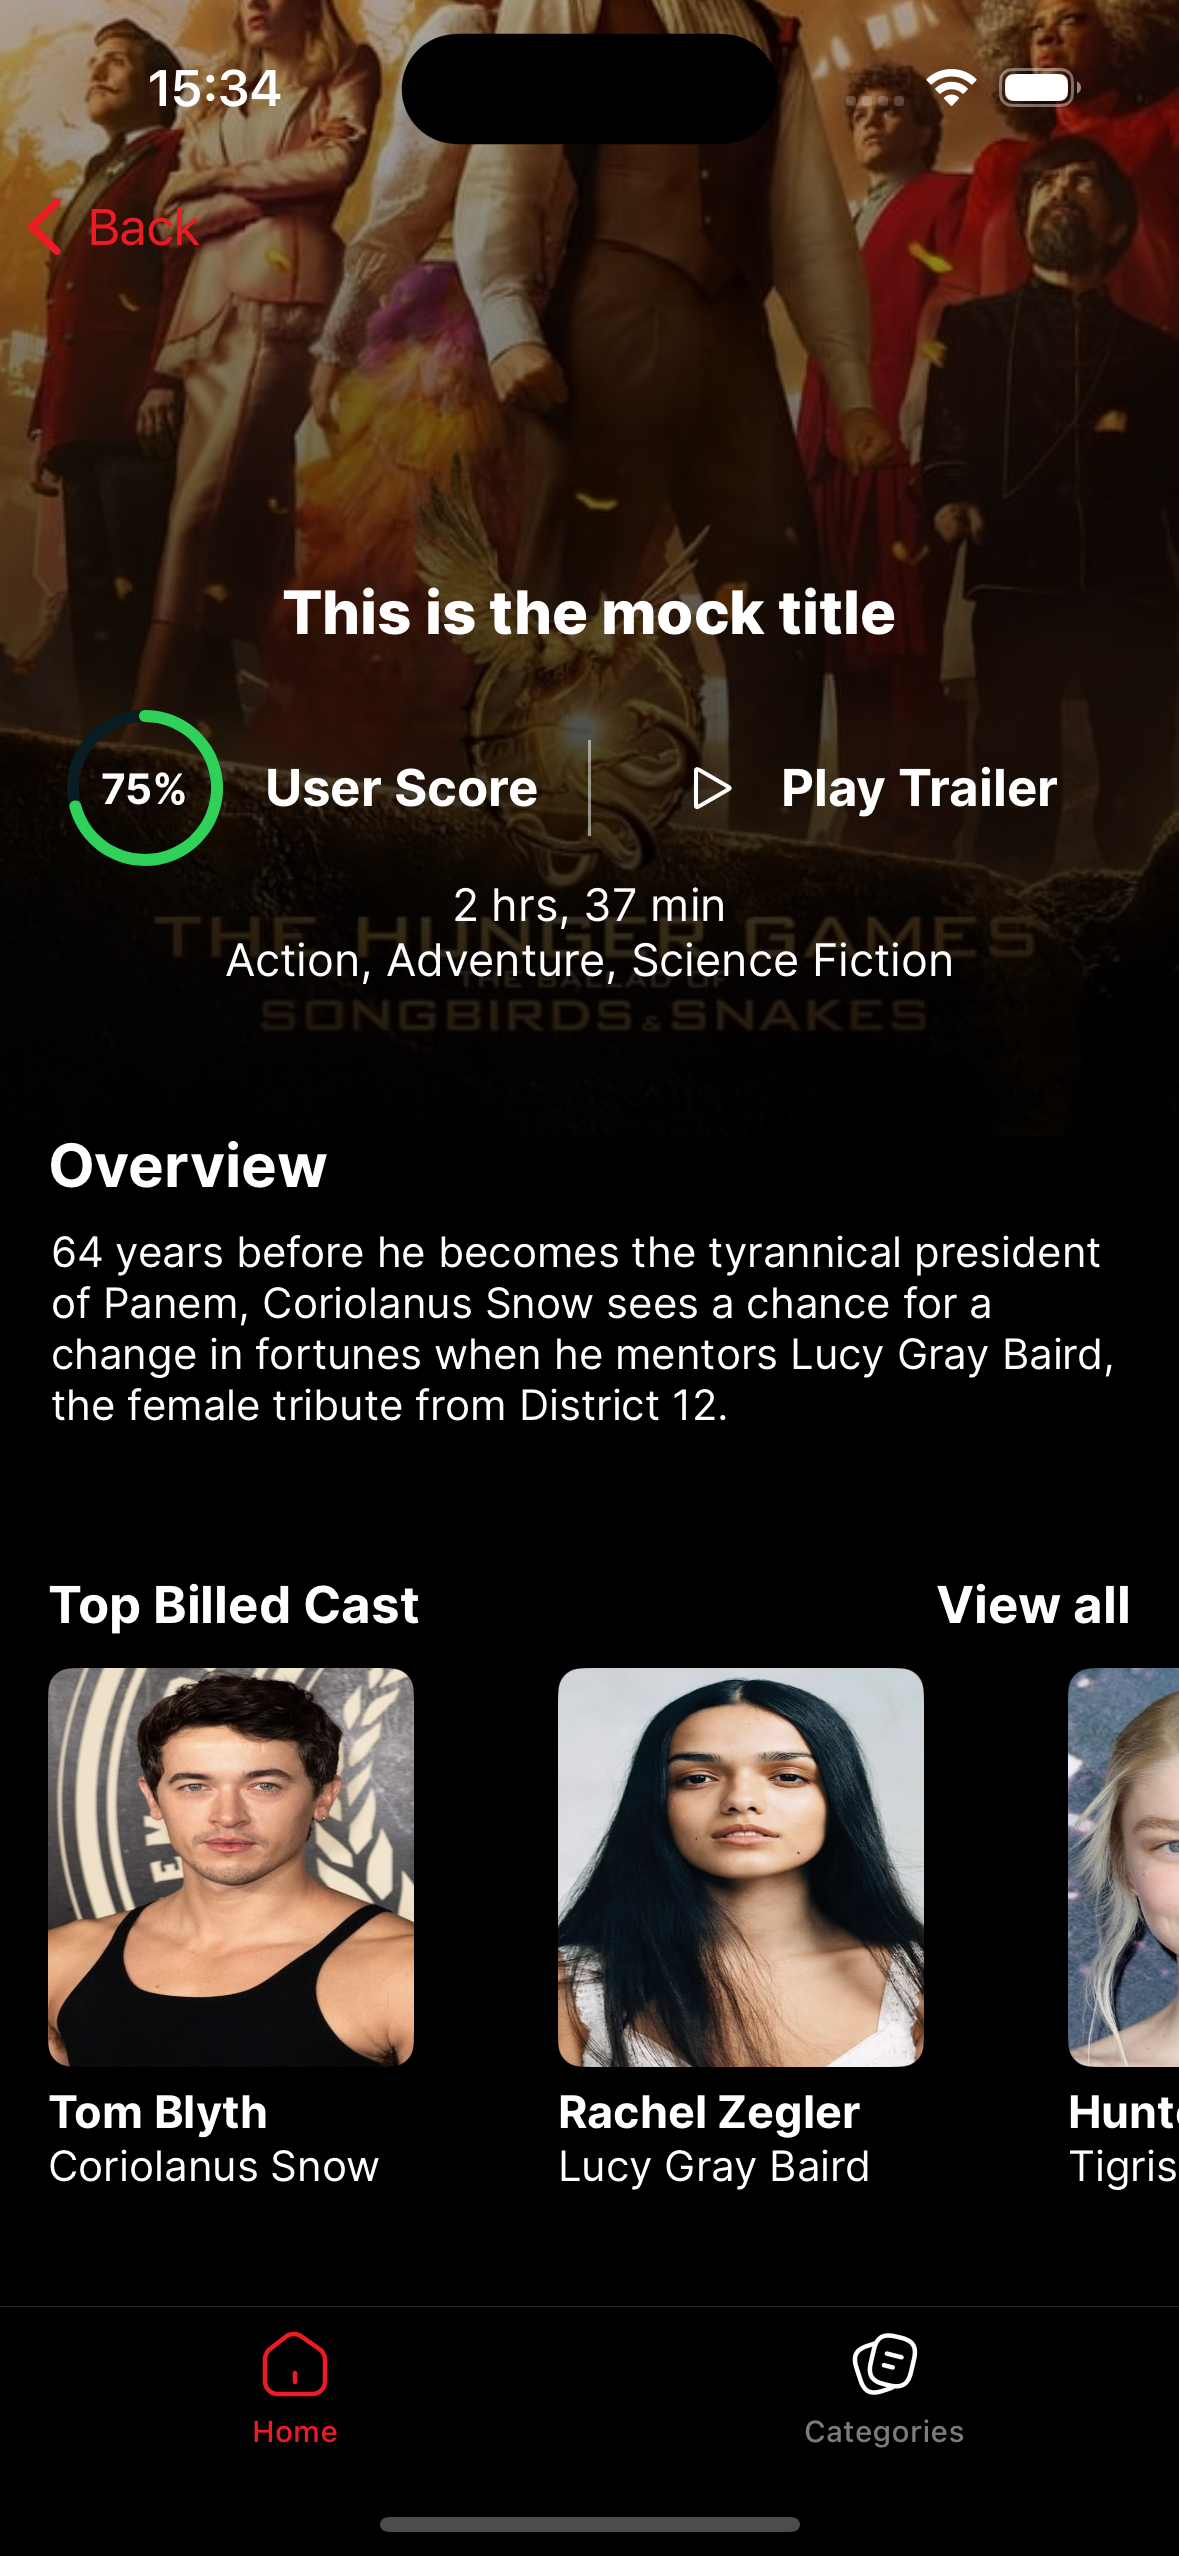 15:34
Back
This is the mock title
75%
User Score
Play Trailer
2 hrs, 37 min
THE HUNGER GAMES
Action, Adventure, Science Fiction
THE BALLAD OF
SONGBIRDS & SNAKES
Overview
64 years before he becomes the tyrannical president
of Panem, Coriolanus Snow sees a chance for a
change in fortunes when he mentors Lucy Gray Baird,
the female tribute from District 12.
Top Billed Cast
View all
Tom Blyth
Rachel Zegler
Coriolanus Snow
Lucy Gray Baird
Tigris
Home
Categories